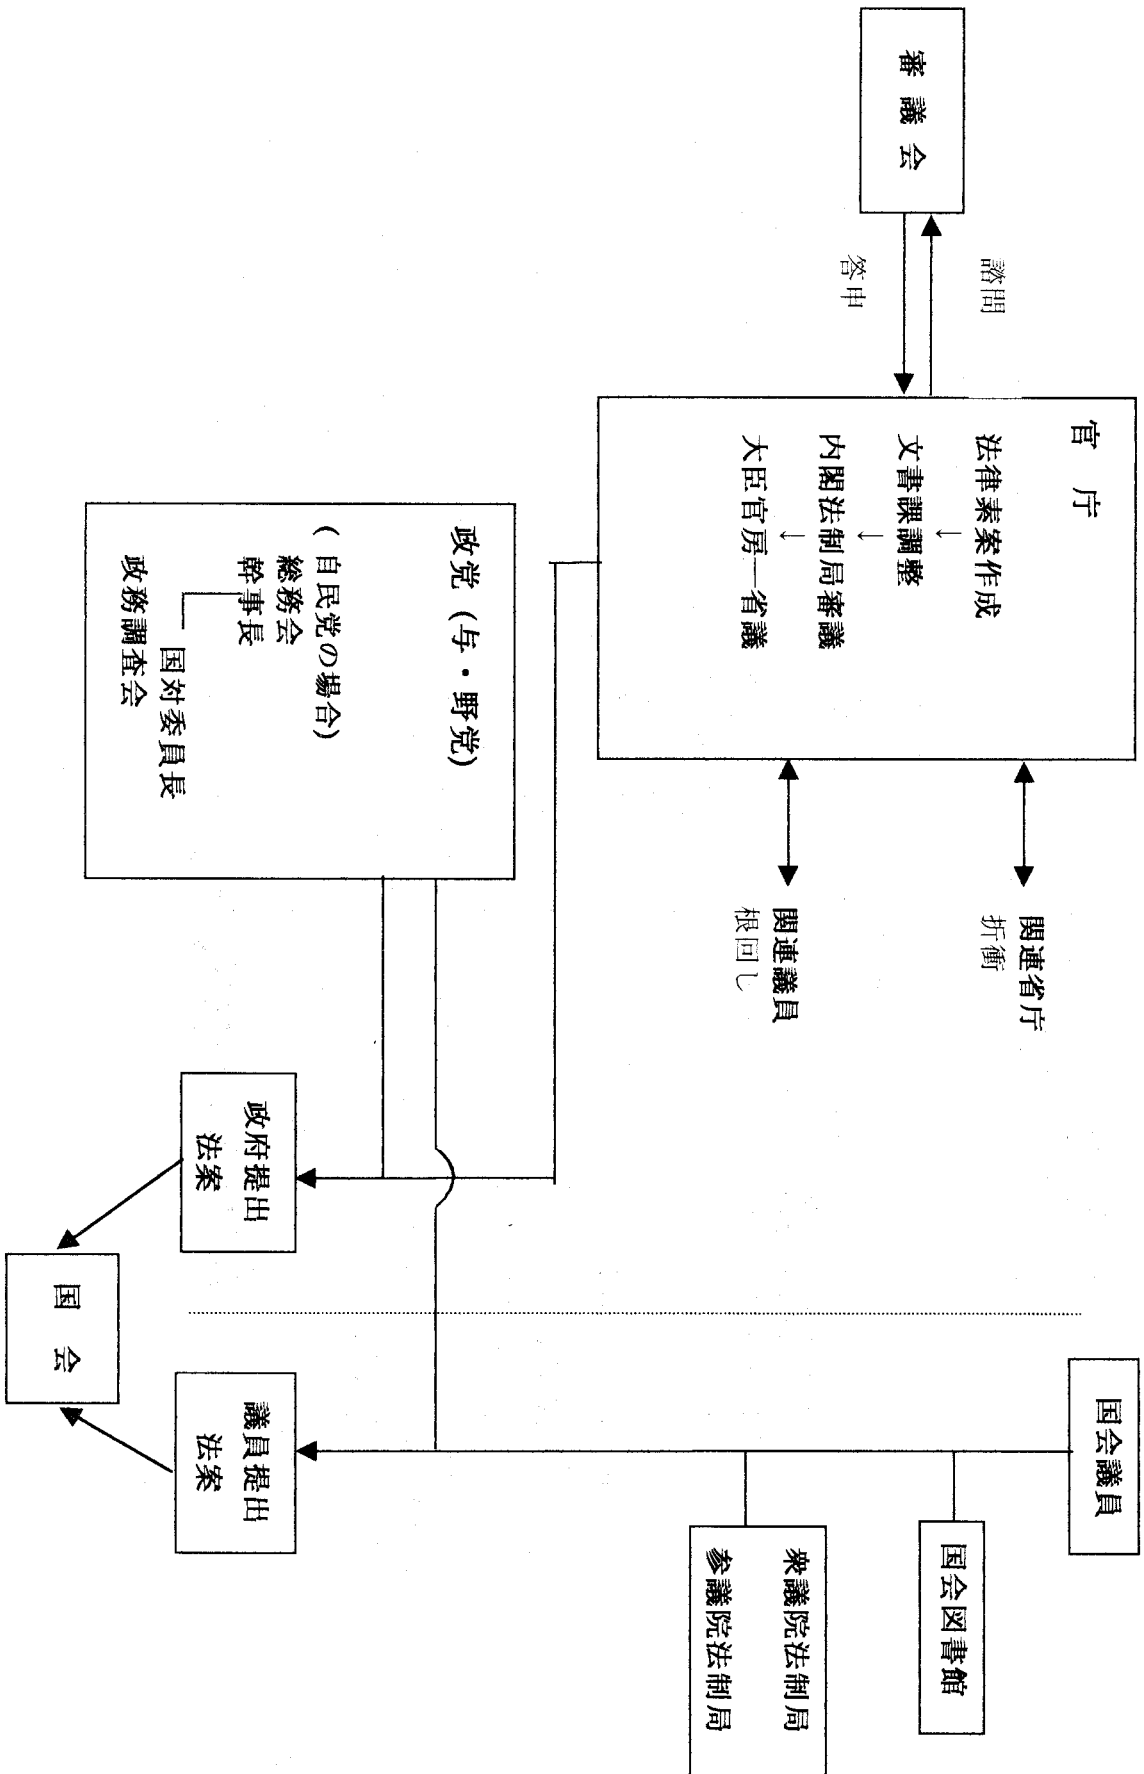 審議会
諮問
答申
官庁
法律素案作成
↓
文書課調整
↓
内閣法制局審議
↓
大臣官房―省議
関連省庁
折衝
関連議員
根回し
政党（与・野党）
（自民党の場合）
総務会
幹事長
国対委員長
政務調査会
政府提出
法案
国会議員
国会図書館
衆議院法制局
参議院法制局
議員提出
法案
国会